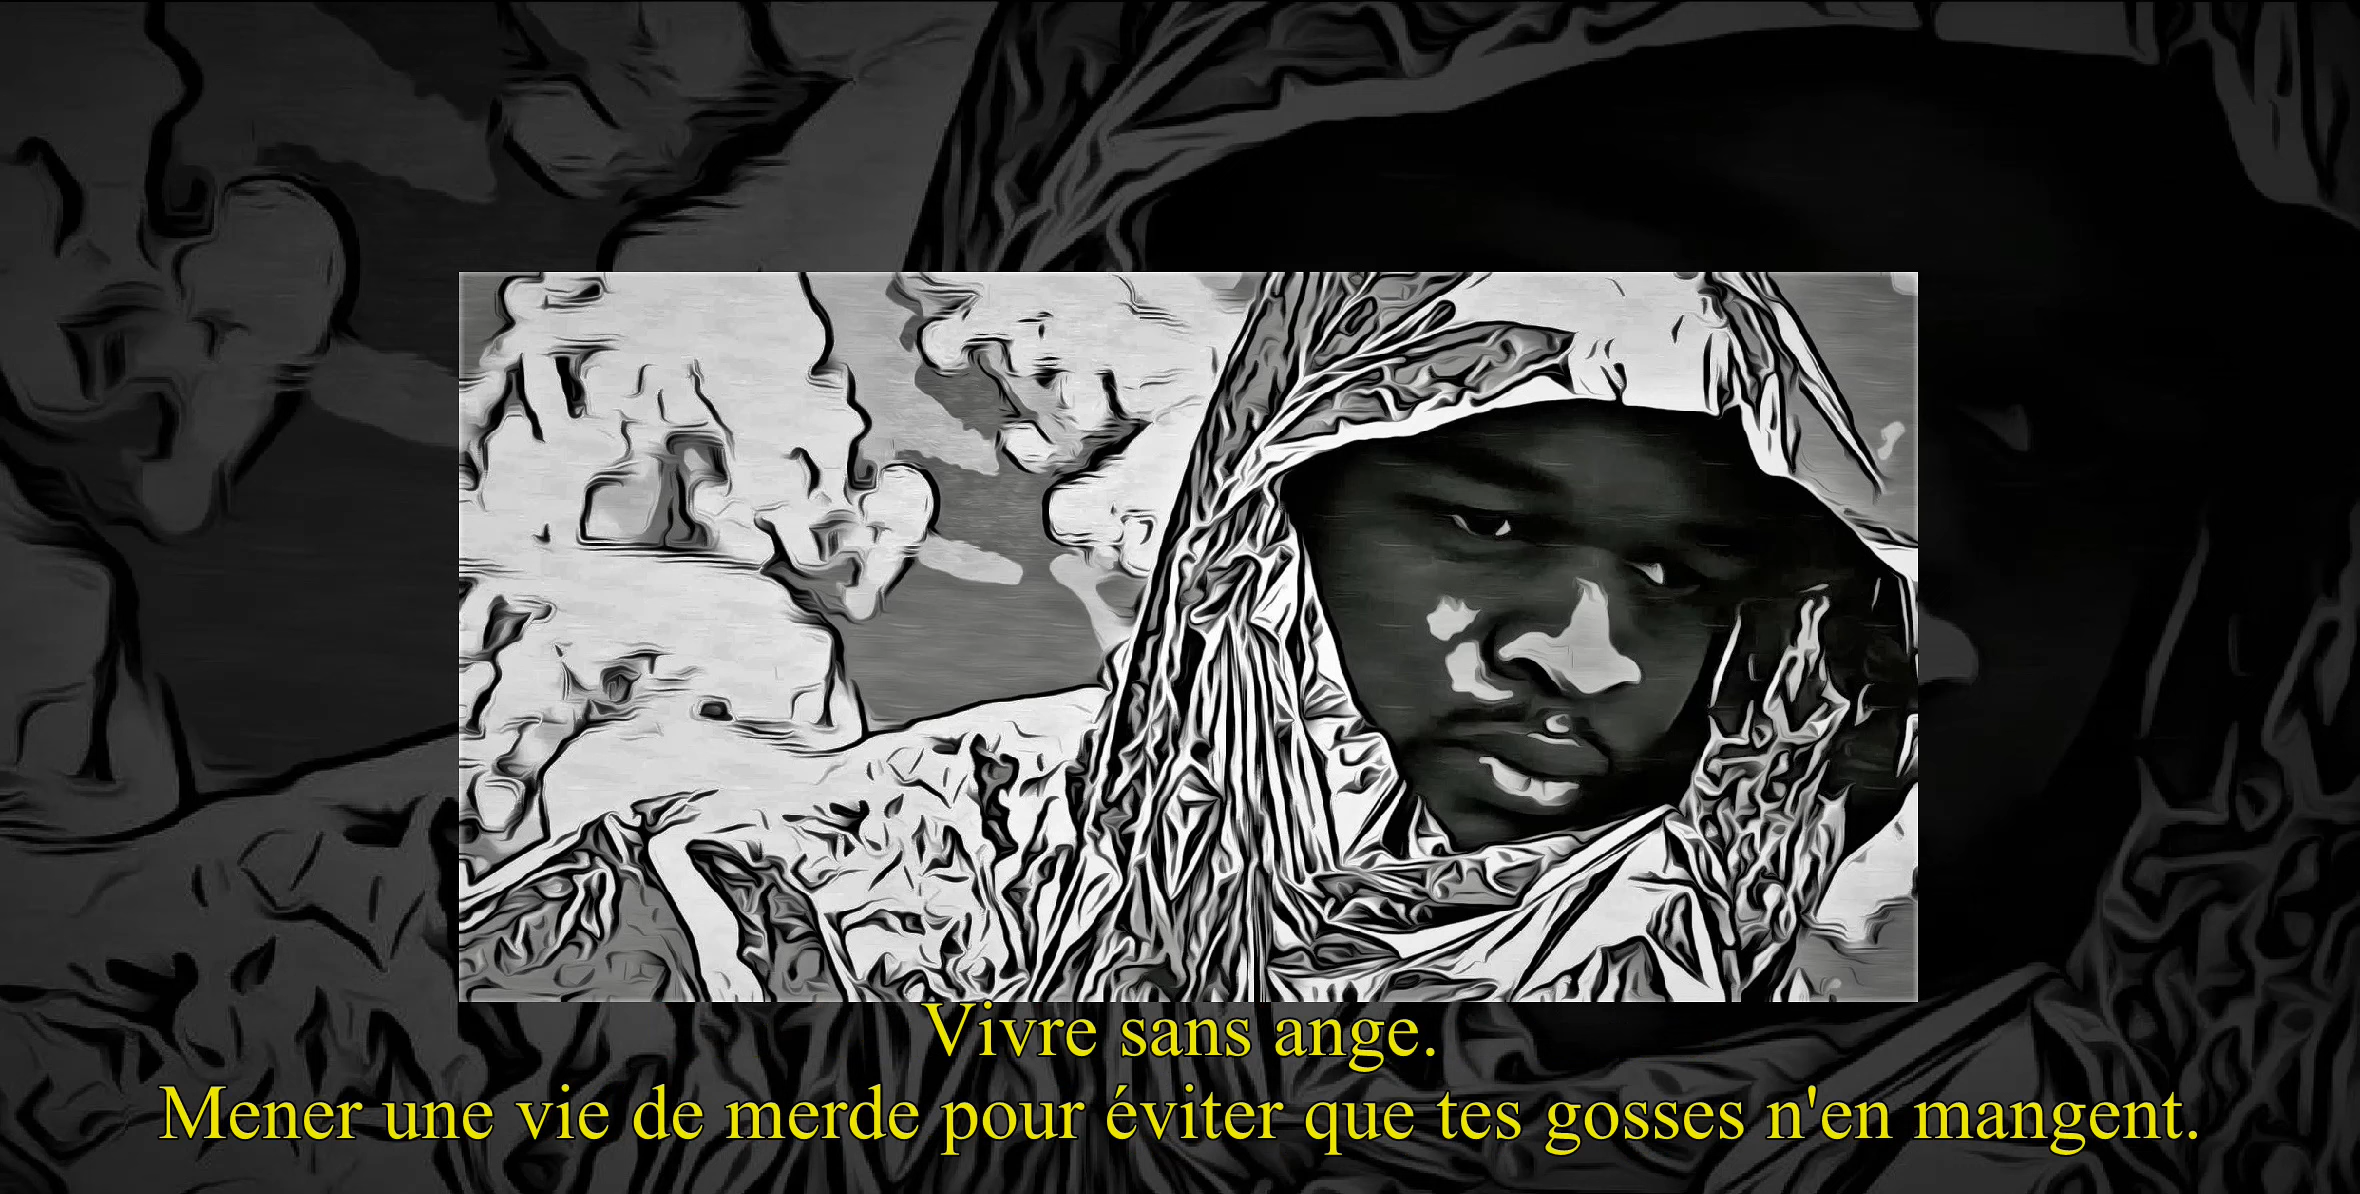 Vivre sans ange.
Mener une vie de merde pour éviter que tes gosses n'en mangent.